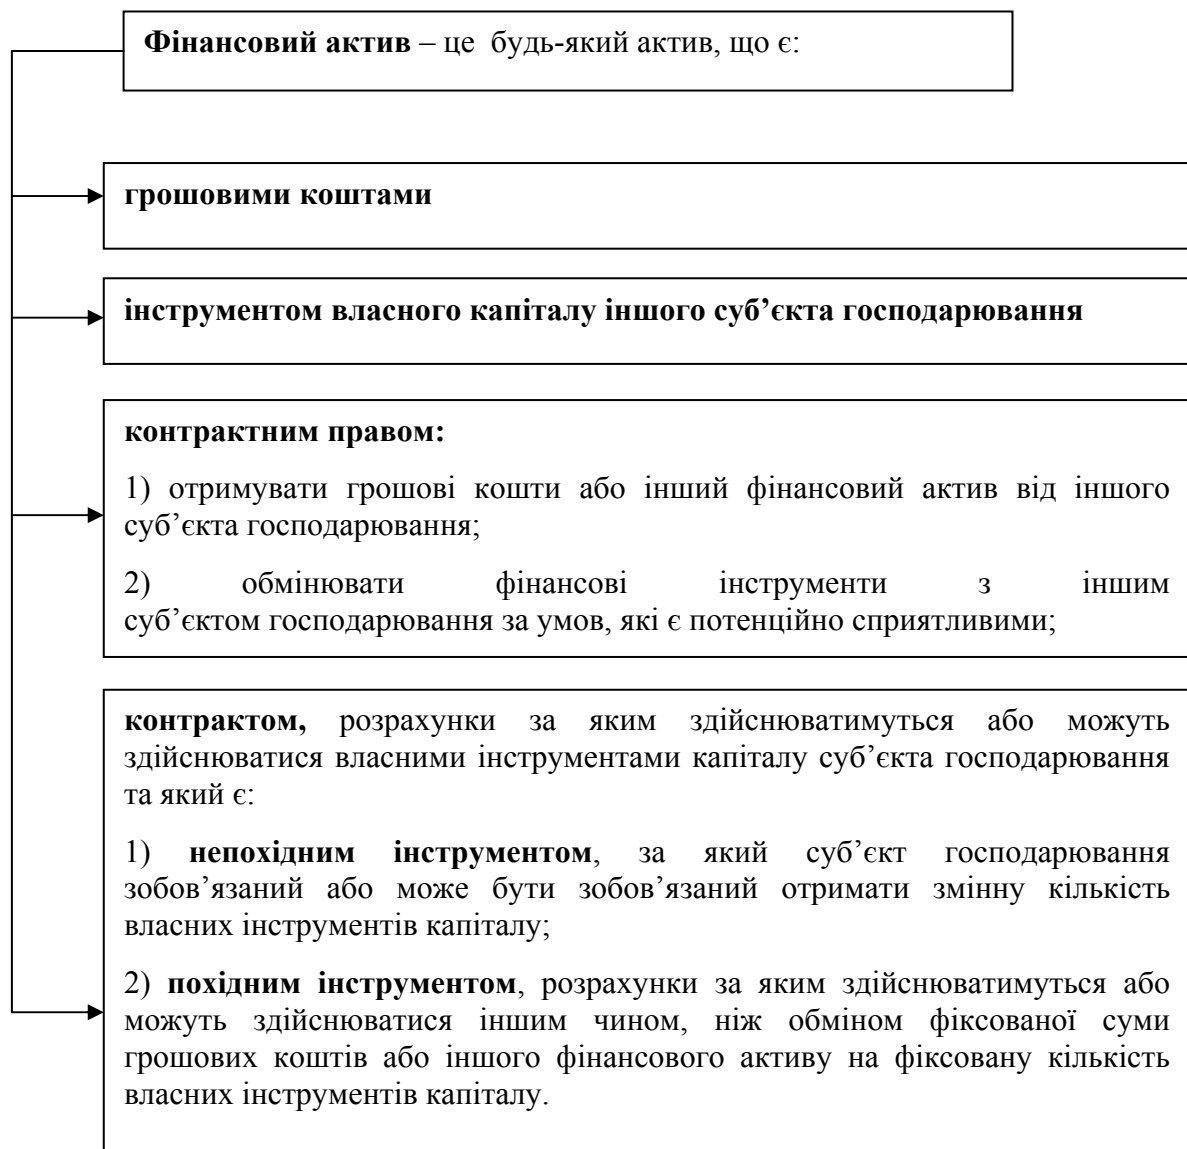 Фінансовий актив – це будь-який актив, що є:
грошовими коштами
інструментом власного капіталу іншого суб’єкта господарювання
контрактним правом:
1) отримувати грошові кошти або інший фінансовий актив від іншого
суб’єкта господарювання;
2) обмінювати фінансові інструменти з іншим
суб’єктом господарювання за умов, які є потенційно сприятливими;
контрактом, розрахунки за яким здійснюватимуться або можуть
здійснюватися власними інструментами капіталу суб’єкта господарювання
та який є:
1) непохідним інструментом, за який суб’єкт господарювання
зобов’язаний або може бути зобов’язаний отримати змінну кількість
власних інструментів капіталу;
2) похідним інструментом, розрахунки за яким здійснюватимуться або
можуть здійснюватися іншим чином, ніж обміном фіксованої суми
грошових коштів або іншого фінансового активу на фіксовану кількість
власних інструментів капіталу.